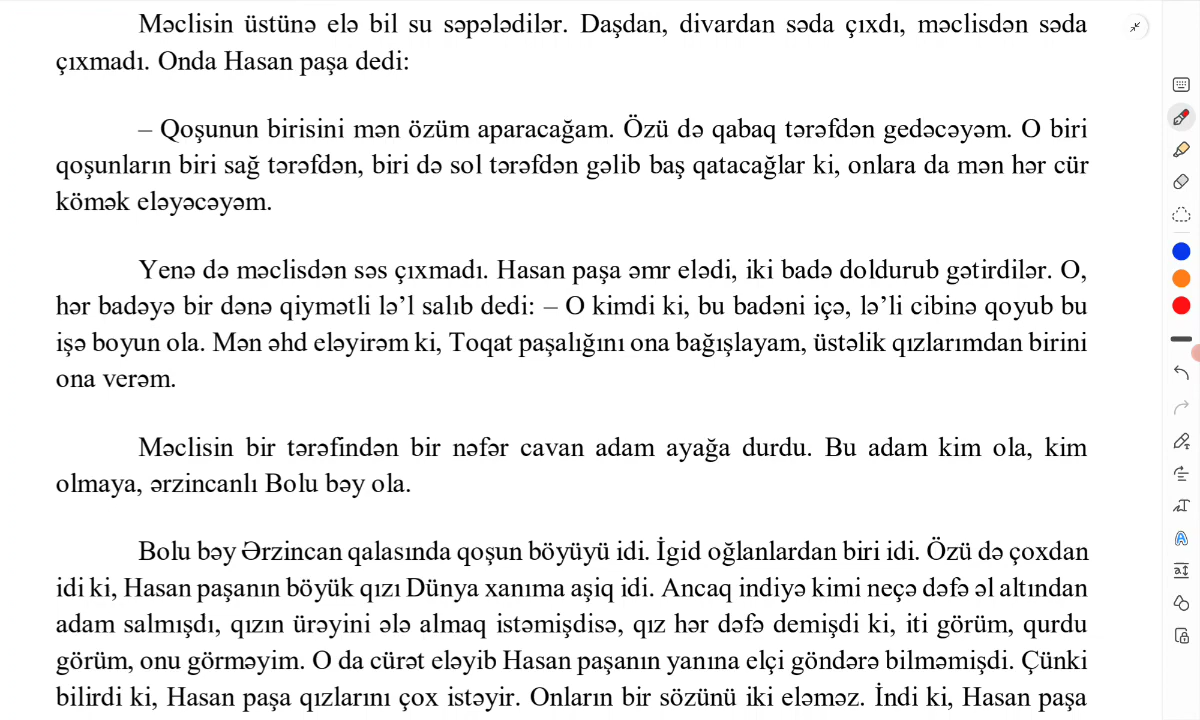 Məclisin üstünə elə bil su səpələdilər. Daşdan, divardan səda çıxdı, məclisdən səda
çıxmadı. Onda Hasan paşa dedi:
– Qoşunun birisini mən özüm aparacağam. Özü də qabaq tərəfdən gedəcəyəm. O biri
qoşunların biri sağ tərəfdən, biri də sol tərəfdən gəlib baş qatacağlar ki, onlara da mən hər cür
kömək eləyəcəyəm.
Yenə də məclisdən səs çıxmadı. Hasan paşa əmr elədi, iki badə doldurub gətirdilər. O,
hər badəyə bir dənə qiymətli lə’l salıb dedi: – O kimdi ki, bu badəni içə, lə’li cibinə qoyub bu
işə boyun ola. Mən əhd eləyirəm ki, Toqat paşalığını ona bağışlayam, üstəlik qızlarımdan birini
ona verəm.
Məclisin bir tərəfindən bir nəfər cavan adam ayağa durdu. Bu adam kim ola, kim
olmaya, ərzincanlı Bolu bəy ola.
Bolu bəy Ərzincan qalasında qoşun böyüyü idi. İgid oğlanlardan biri idi. Özü də çoxdan
idi ki, Hasan paşanın böyük qızı Dünya xanıma aşiq idi. Ancaq indiyə kimi neçə dəfə əl altından
adam salmışdı, qızın ürəyini ələ almaq istəmişdisə, qız hər dəfə demişdi ki, iti görüm, qurdu
görüm, onu görməyim. O da cürət eləyib Hasan paşanın yanına elçi göndərə bilməmişdi. Çünki
bilirdi ki, Hasan paşa qızlarını çox istəyir. Onların bir sözünü iki eləməz. İndi ki, Hasan paşa